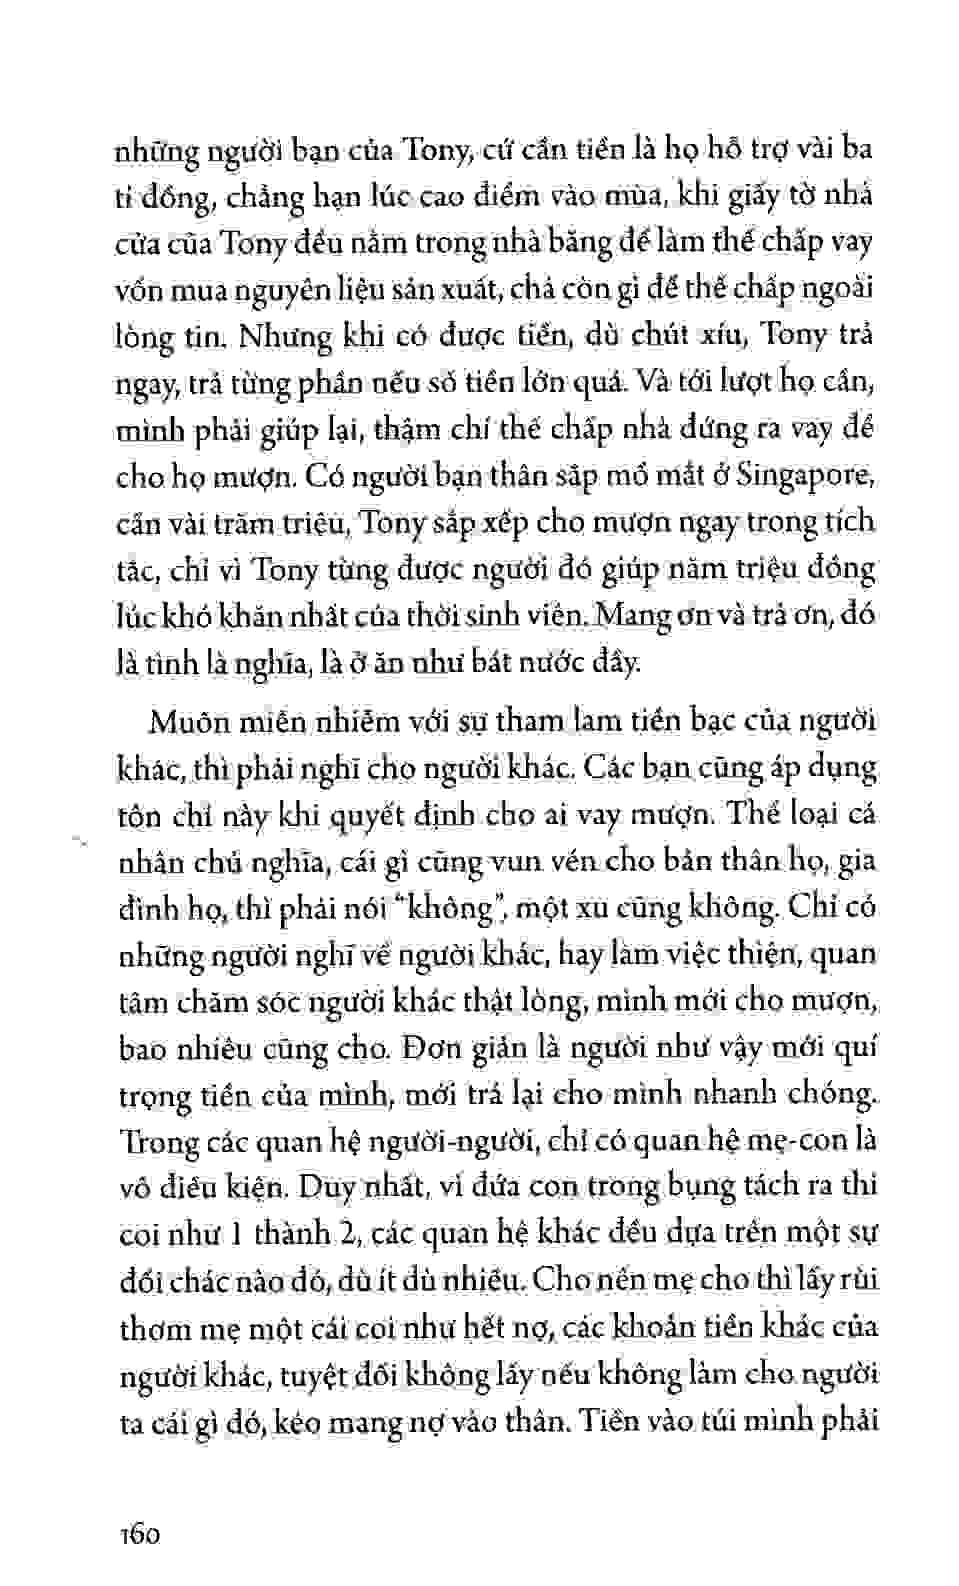 những người bạn của Tony, cứ cần tiền là họ hỗ trợ vài ba
tỉ đồng, chẳng hạn lúc cao điểm vào mùa, khi giấy tờ nhà
cửa của Tony đều nằm trong nhà băng để làm thế chấp vay
vốn mua nguyên liệu sản xuất, chả còn gì để thế chấp ngoài
lòng tin. Nhưng khi có được tiền, dù chút xíu, Tony trả
ngay, trả từng phần nếu số tiền lớn quá. Và tới lượt họ cần,
mình phải giúp lại, thậm chí thế chấp nhà đứng ra vay để
cho họ mượn. Có người bạn thân sắp mổ mắt ở Singapore,
cần vài trăm triệu, Tony sắp xếp cho mượn ngay trong tích
tắc, chỉ vì Tony từng được người đó giúp năm triệu đồng
lúc khó khăn nhất của thời sinh viên. Mang ơn và trả ơn, đó
là tình là nghĩa, là ở ăn như bát nước đầy.
Muốn miễn nhiễm với sự tham lam tiền bạc của người
khác, thì phải nghĩ cho người khác. Các bạn cũng áp dụng
tôn chỉ này khi quyết định cho ai vay mượn. Thể loại cá
nhân chủ nghĩa, cái gì cũng vun vén cho bản thân họ, gia
đình họ, thì phải nói “không”, một xu cũng không. Chỉ có
những người nghĩ về người khác, hay làm việc thiện, quan
tâm chăm sóc người khác thật lòng, mình mới cho mượn,
bao nhiêu cũng cho. Đơn giản là người như vậy mới quí
trọng tiền của mình, mới trả lại cho mình nhanh chóng.
Trong các quan hệ người-người, chỉ có quan hệ mẹ-con là
vô điều kiện. Duy nhất, vì đứa con trong bụng tách ra thì
coi như 1 thành 2, các quan hệ khác đều dựa trên một sự
đổi chác nào đó, dù ít dù nhiều. Cho nên mẹ cho thì lấy rùi
thơm mẹ một cái coi như hết nợ, các khoản tiền khác của
người khác, tuyệt đối không lấy nếu không làm cho người
ta cái gì đó, kẻo mang nợ vào thân. Tiền vào túi mình phải
160